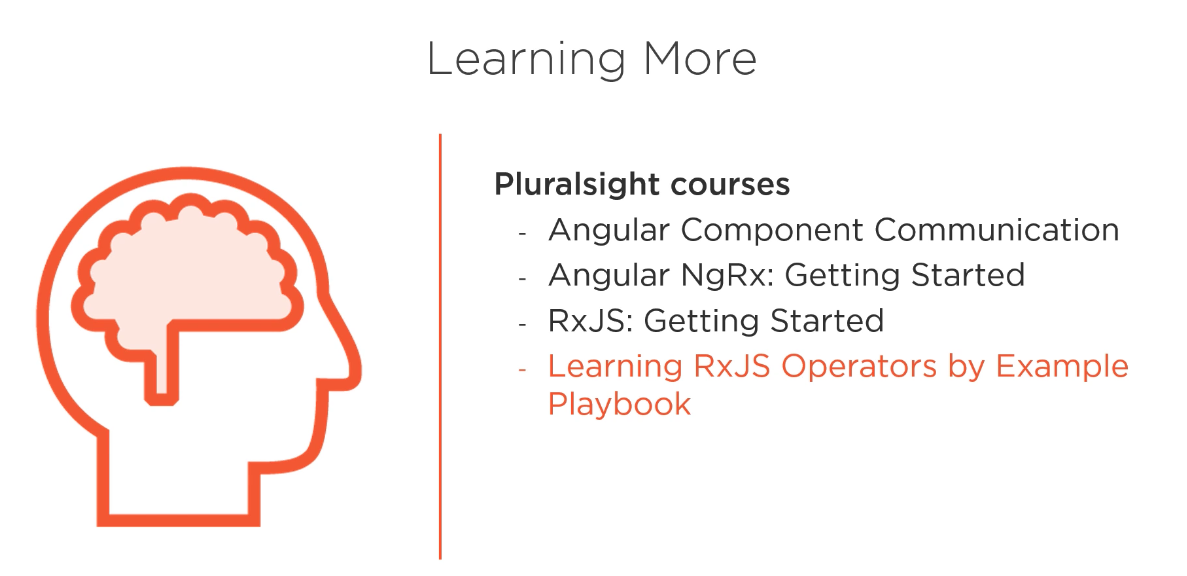 Learning More
Pluralsight courses
- Angular Component Communication
- Angular NgRx: Getting Started
- RxJS: Getting Started
- Learning RxJS Operators by Example
Playbook